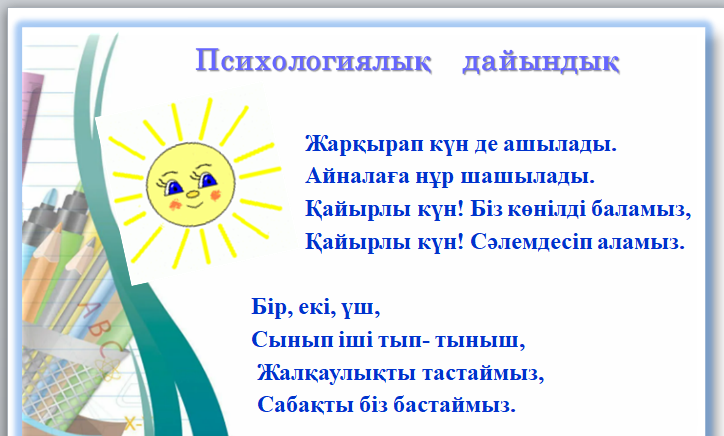 Психологиялық дайындық
Жарқырап күн де ашылады.
Айналаға нұр шашылады.
Қайырлы күн! Біз көнілді баламыз,
Қайырлы күн! Сәлемдесіп аламыз.
Бір, екі, үш,
Сынып іші тып- тыныш,
Жалқаулықты тастаймыз,
Сабақты біз бастаймыз.
A B C
X-